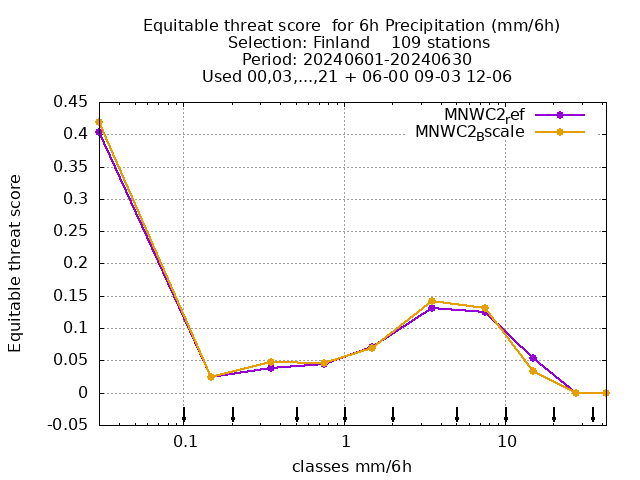 Equitable threat score  for 6h Precipitation (mm/6h)
Selection: Finland    109 stations
Period: 20240601-20240630
Used 00,03,...,21 + 06-00 09-03 12-06
MNWC2ref
MNWC2Bscale
0.45
0.4
0.35
0.3
0.25
0.2
0.15
0.1
0.05
0
-0.05
Equitable threat score
0.1 1 10
classes mm/6h